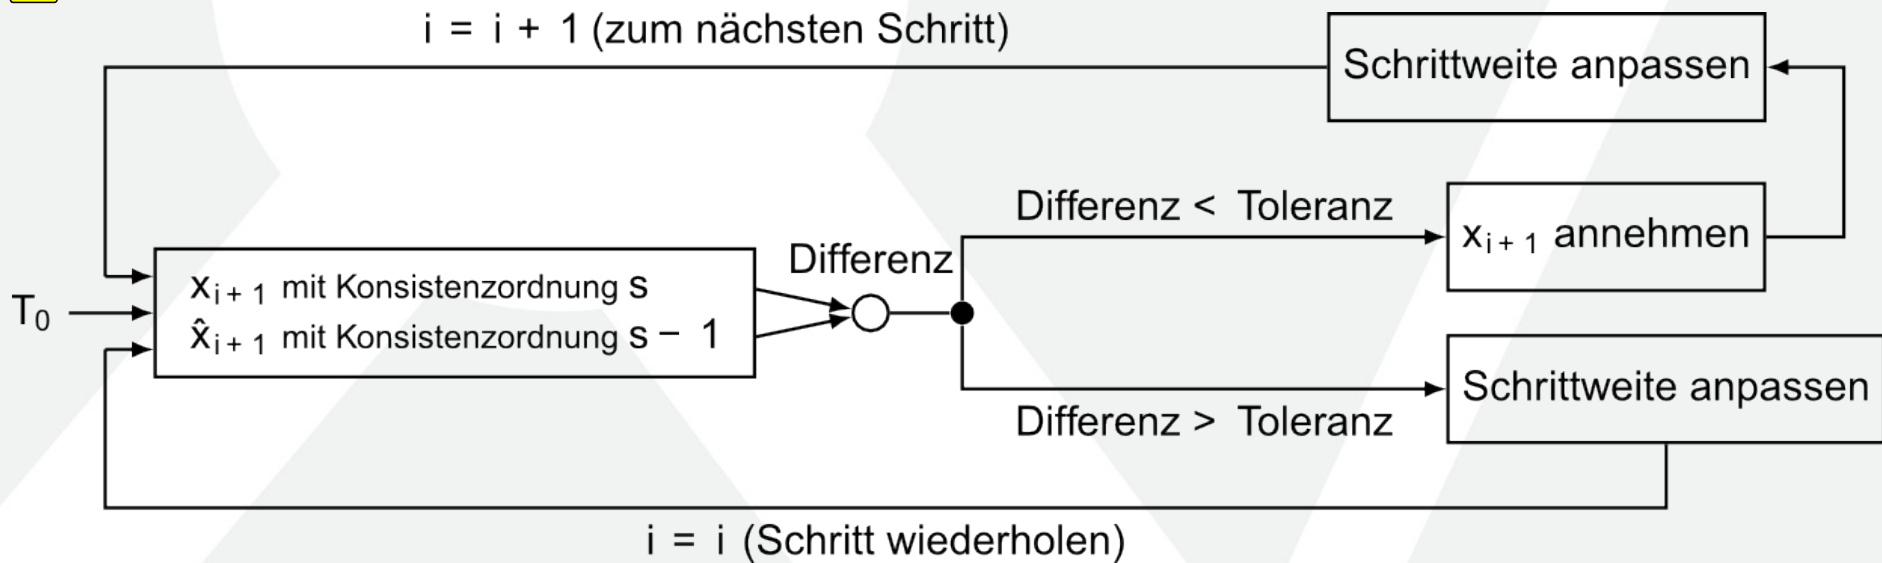 i = i + 1 (zum nächsten Schritt)
Schrittweite anpassen
Differenz < Toleranz
x_{i + 1} annehmen
Differenz
T_0
x_{i + 1} mit Konsistenzordnung s
x̂_{i + 1} mit Konsistenzordnung s − 1
Schrittweite anpassen
Differenz > Toleranz
i = i (Schritt wiederholen)